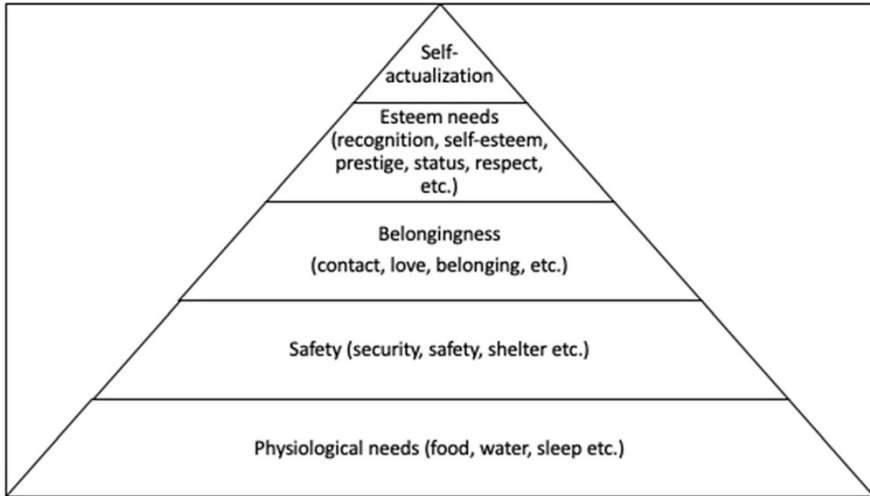 Self-
actualization
Esteem needs
(recognition, self-esteem,
prestige, status, respect,
etc.)
Belongingness
(contact, love, belonging, etc.)
Safety (security, safety, shelter etc.)
Physiological needs (food, water, sleep etc.)